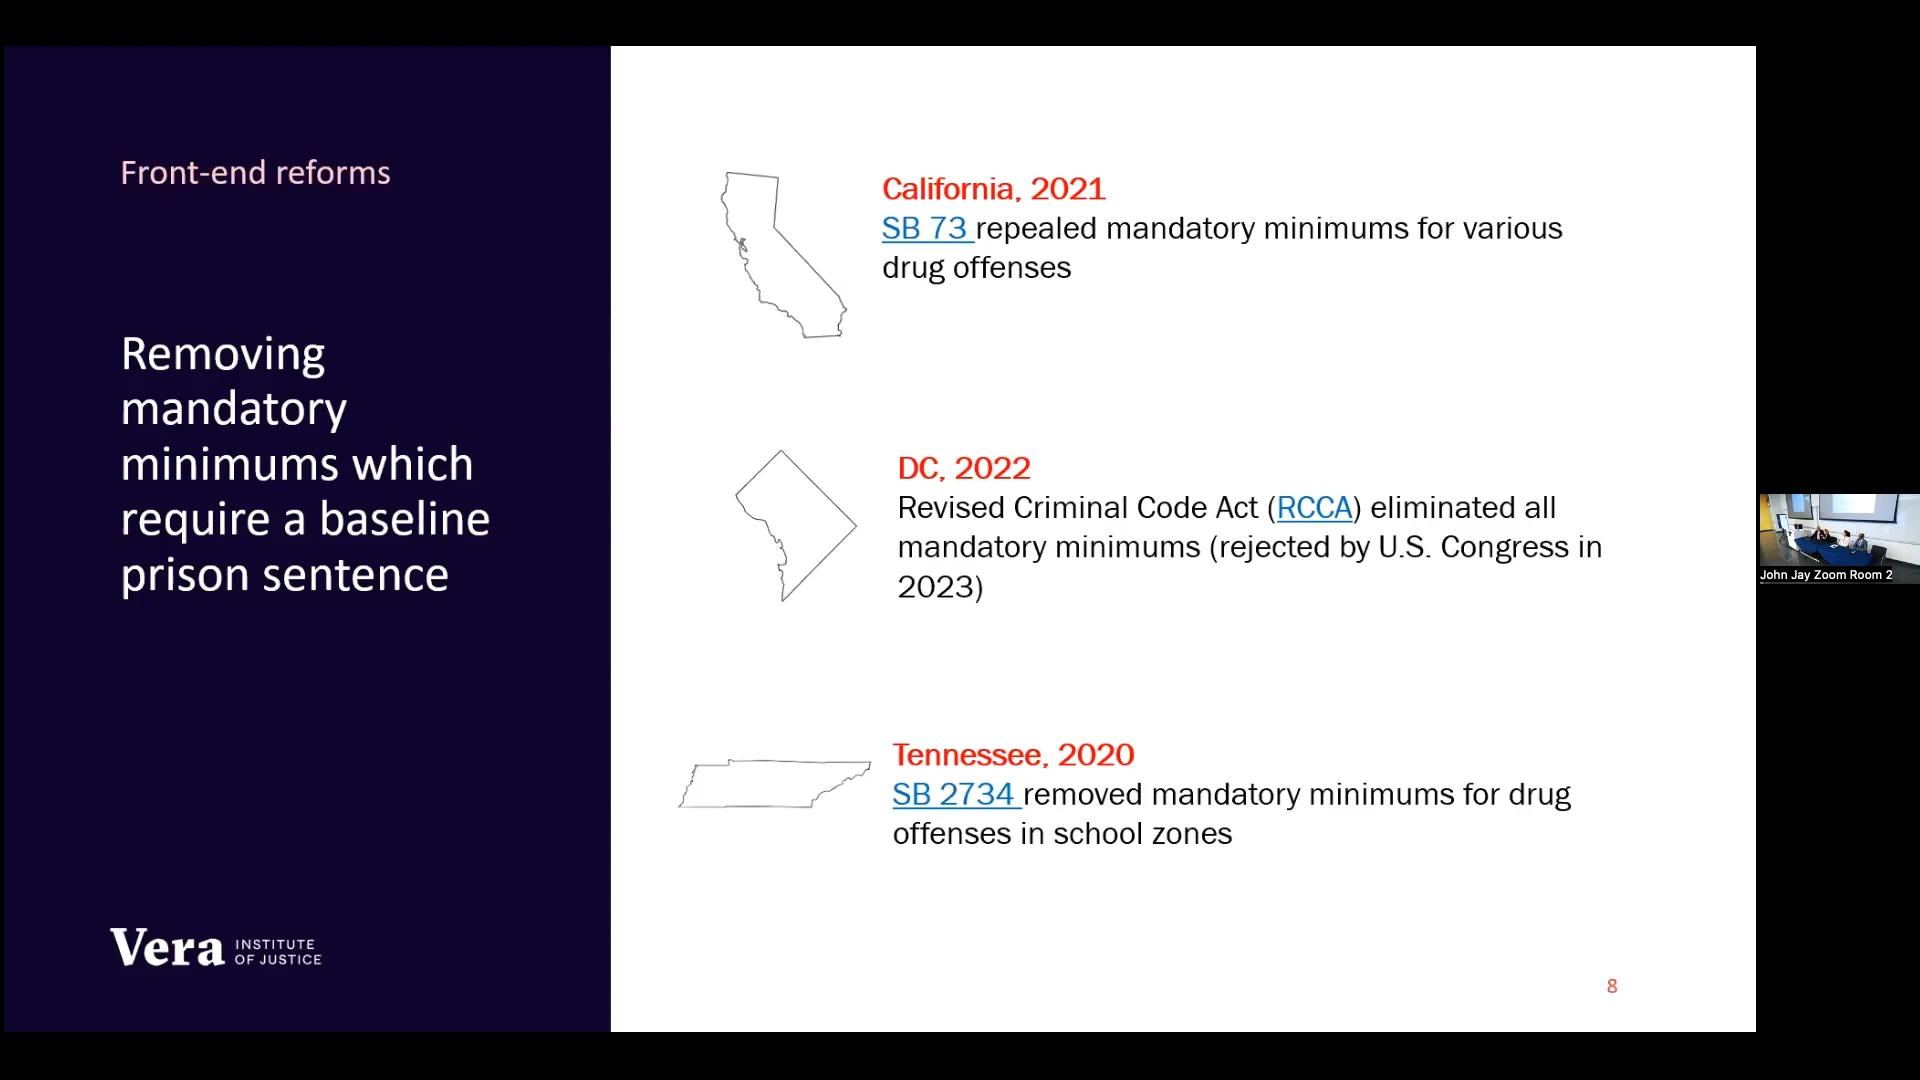 Front-end reforms
Removing
mandatory
minimums which
require a baseline
prison sentence
Vera INSTITUTE
OF JUSTICE
California, 2021
SB 73 repealed mandatory minimums for various
drug offenses
DC, 2022
Revised Criminal Code Act (RCCA) eliminated all
mandatory minimums (rejected by U.S. Congress in
2023)
Tennessee, 2020
SB 2734 removed mandatory minimums for drug
offenses in school zones
8
John Jay Zoom Room 2